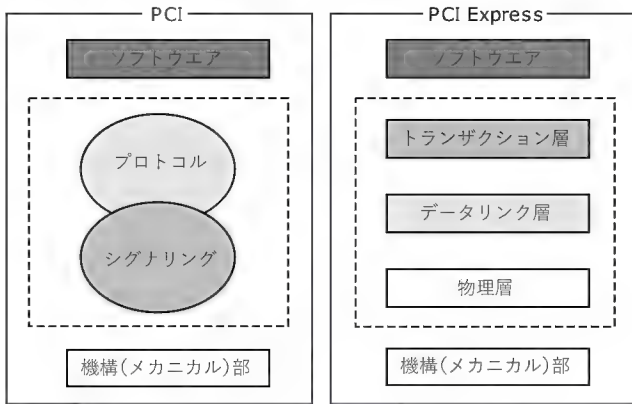 PCI
ソフトウエア
プロトコル
シグナリング
機構(メカニカル)部
PCI Express
ソフトウエア
トランザクション層
データリンク層
物理層
機構(メカニカル)部